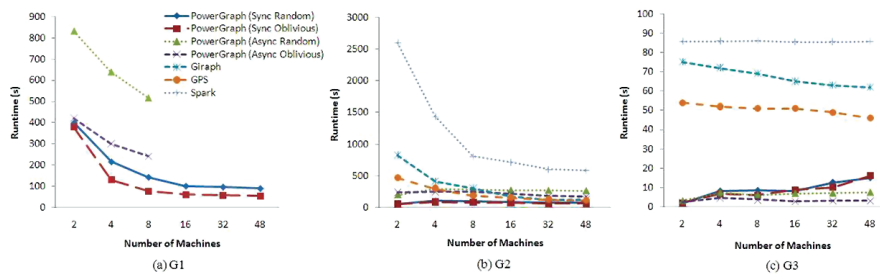 900
800
700
600
500
400
300
200
100
0
Runtime (s)
2 4 8 16 32 48
Number of Machines
(a) G1
PowerGraph (Sync Random)
PowerGraph (Sync Oblivious)
PowerGraph (Async Random)
PowerGraph (Async Oblivious)
Giraph
GPS
Spark
3000
2500
2000
1500
1000
500
0
Runtime (s)
2 4 8 16 32 48
Number of Machines
(b) G2
100
90
80
70
60
50
40
30
20
10
0
Runtime (s)
2 4 8 16 32 48
Number of Machines
(c) G3